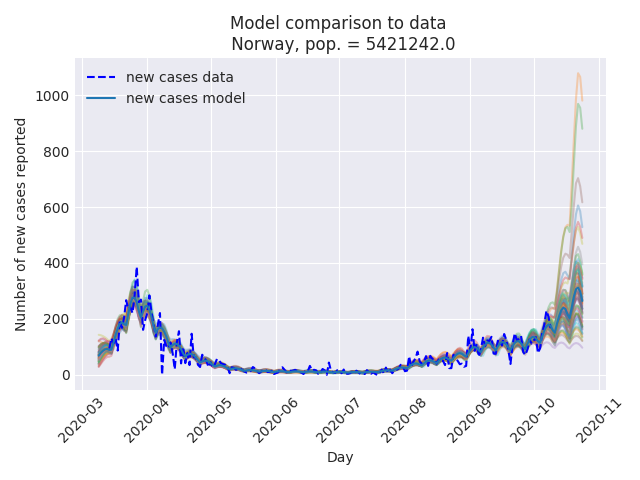 Model comparison to data
Norway, pop. = 5421242.0
new cases data
new cases model
Number of new cases reported
1000
800
600
400
200
0
2020-03
2020-04
2020-05
2020-06
2020-07
2020-08
2020-09
2020-10
2020-11
Day